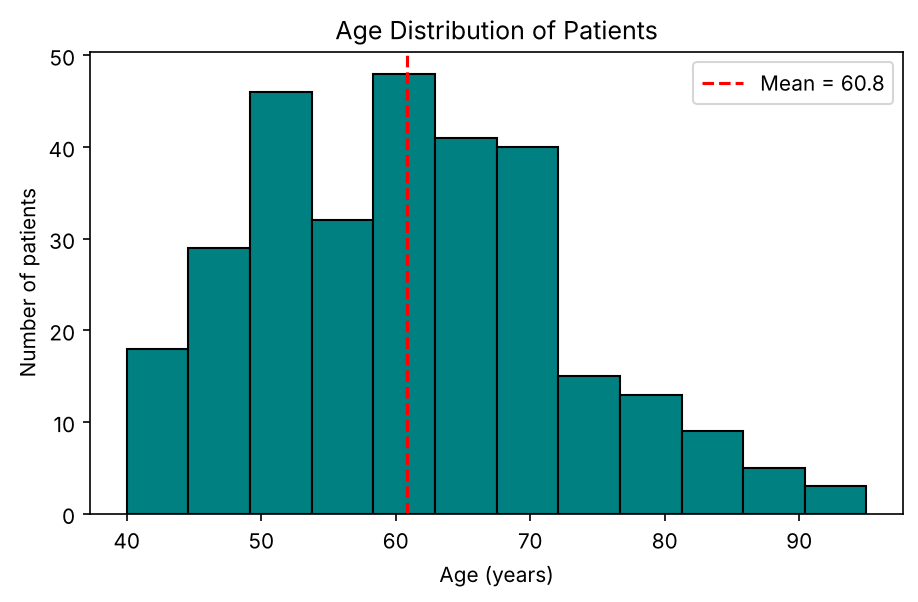 Age Distribution of Patients
Mean = 60.8
Number of patients
50
40
30
20
10
0
40 50 60 70 80 90
Age (years)